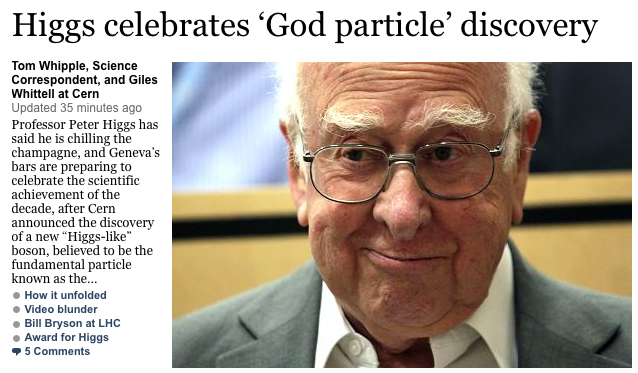 Higgs celebrates ‘God particle’ discovery
Tom Whipple, Science
Correspondent, and Giles
Whittell at Cern
Updated 35 minutes ago
Professor Peter Higgs has
said he is chilling the
champagne, and Geneva’s
bars are preparing to
celebrate the scientific
achievement of the
decade, after Cern
announced the discovery
of a new “Higgs-like”
boson, believed to be the
fundamental particle
known as the...
How it unfolded
Video blunder
Bill Bryson at LHC
Award for Higgs
5 Comments